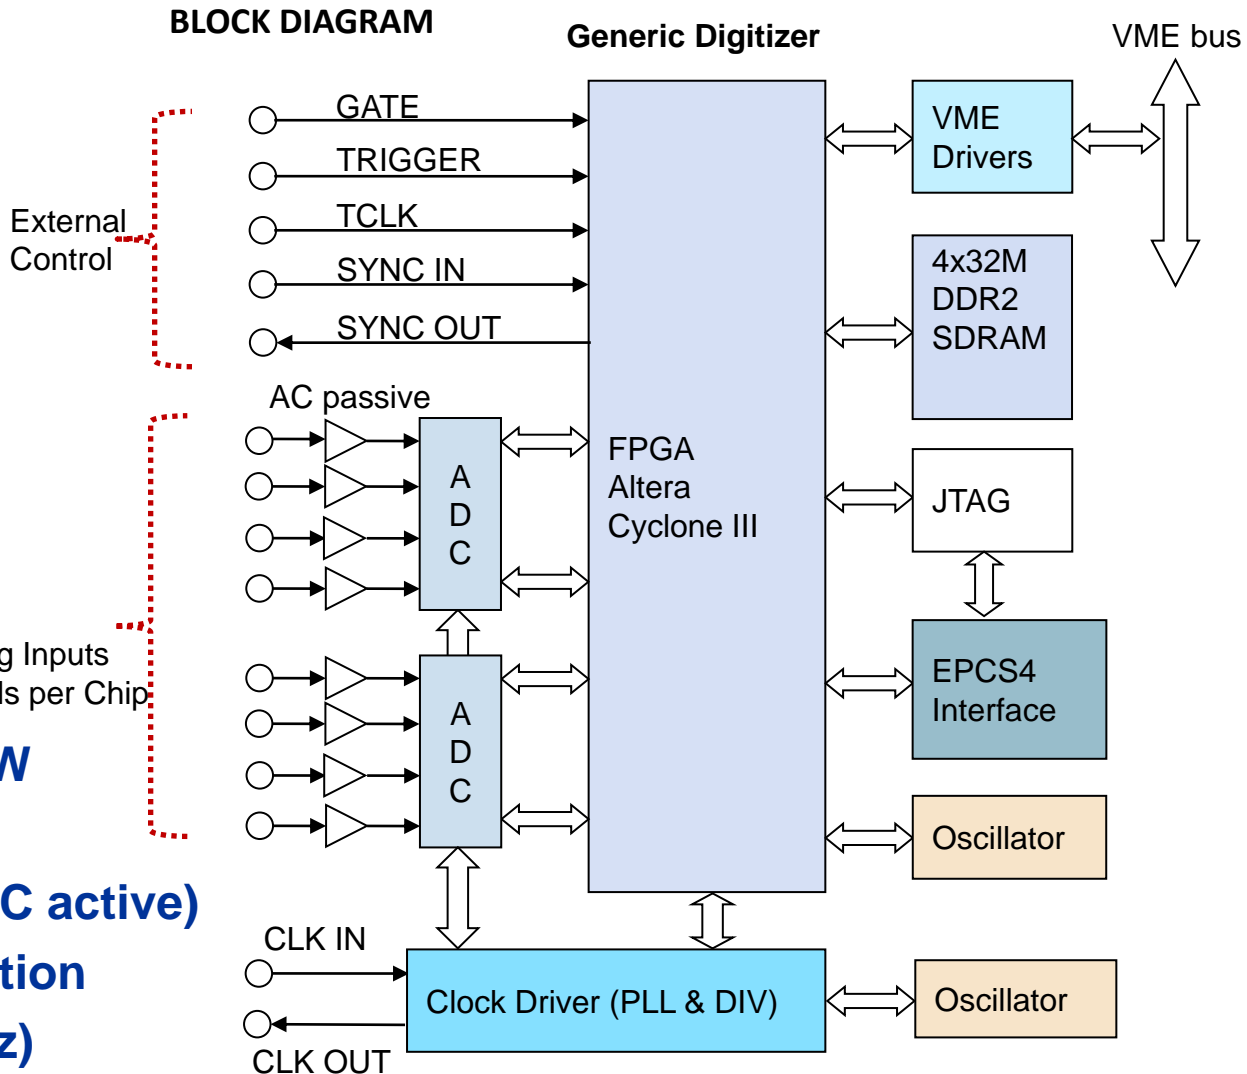 BLOCK DIAGRAM
Generic Digitizer
VME bus
GATE
TRIGGER
TCLK
SYNC IN
SYNC OUT
External
Control
AC passive
A
D
C
A
D
C
FPGA
Altera
Cyclone III
VME
Drivers
4x32M
DDR2
SDRAM
JTAG
EPCS4
Interface
Oscillator
g Inputs
ls per Chip
W
C active)
tion
z)
CLK IN
CLK OUT
Clock Driver (PLL & DIV)
Oscillator